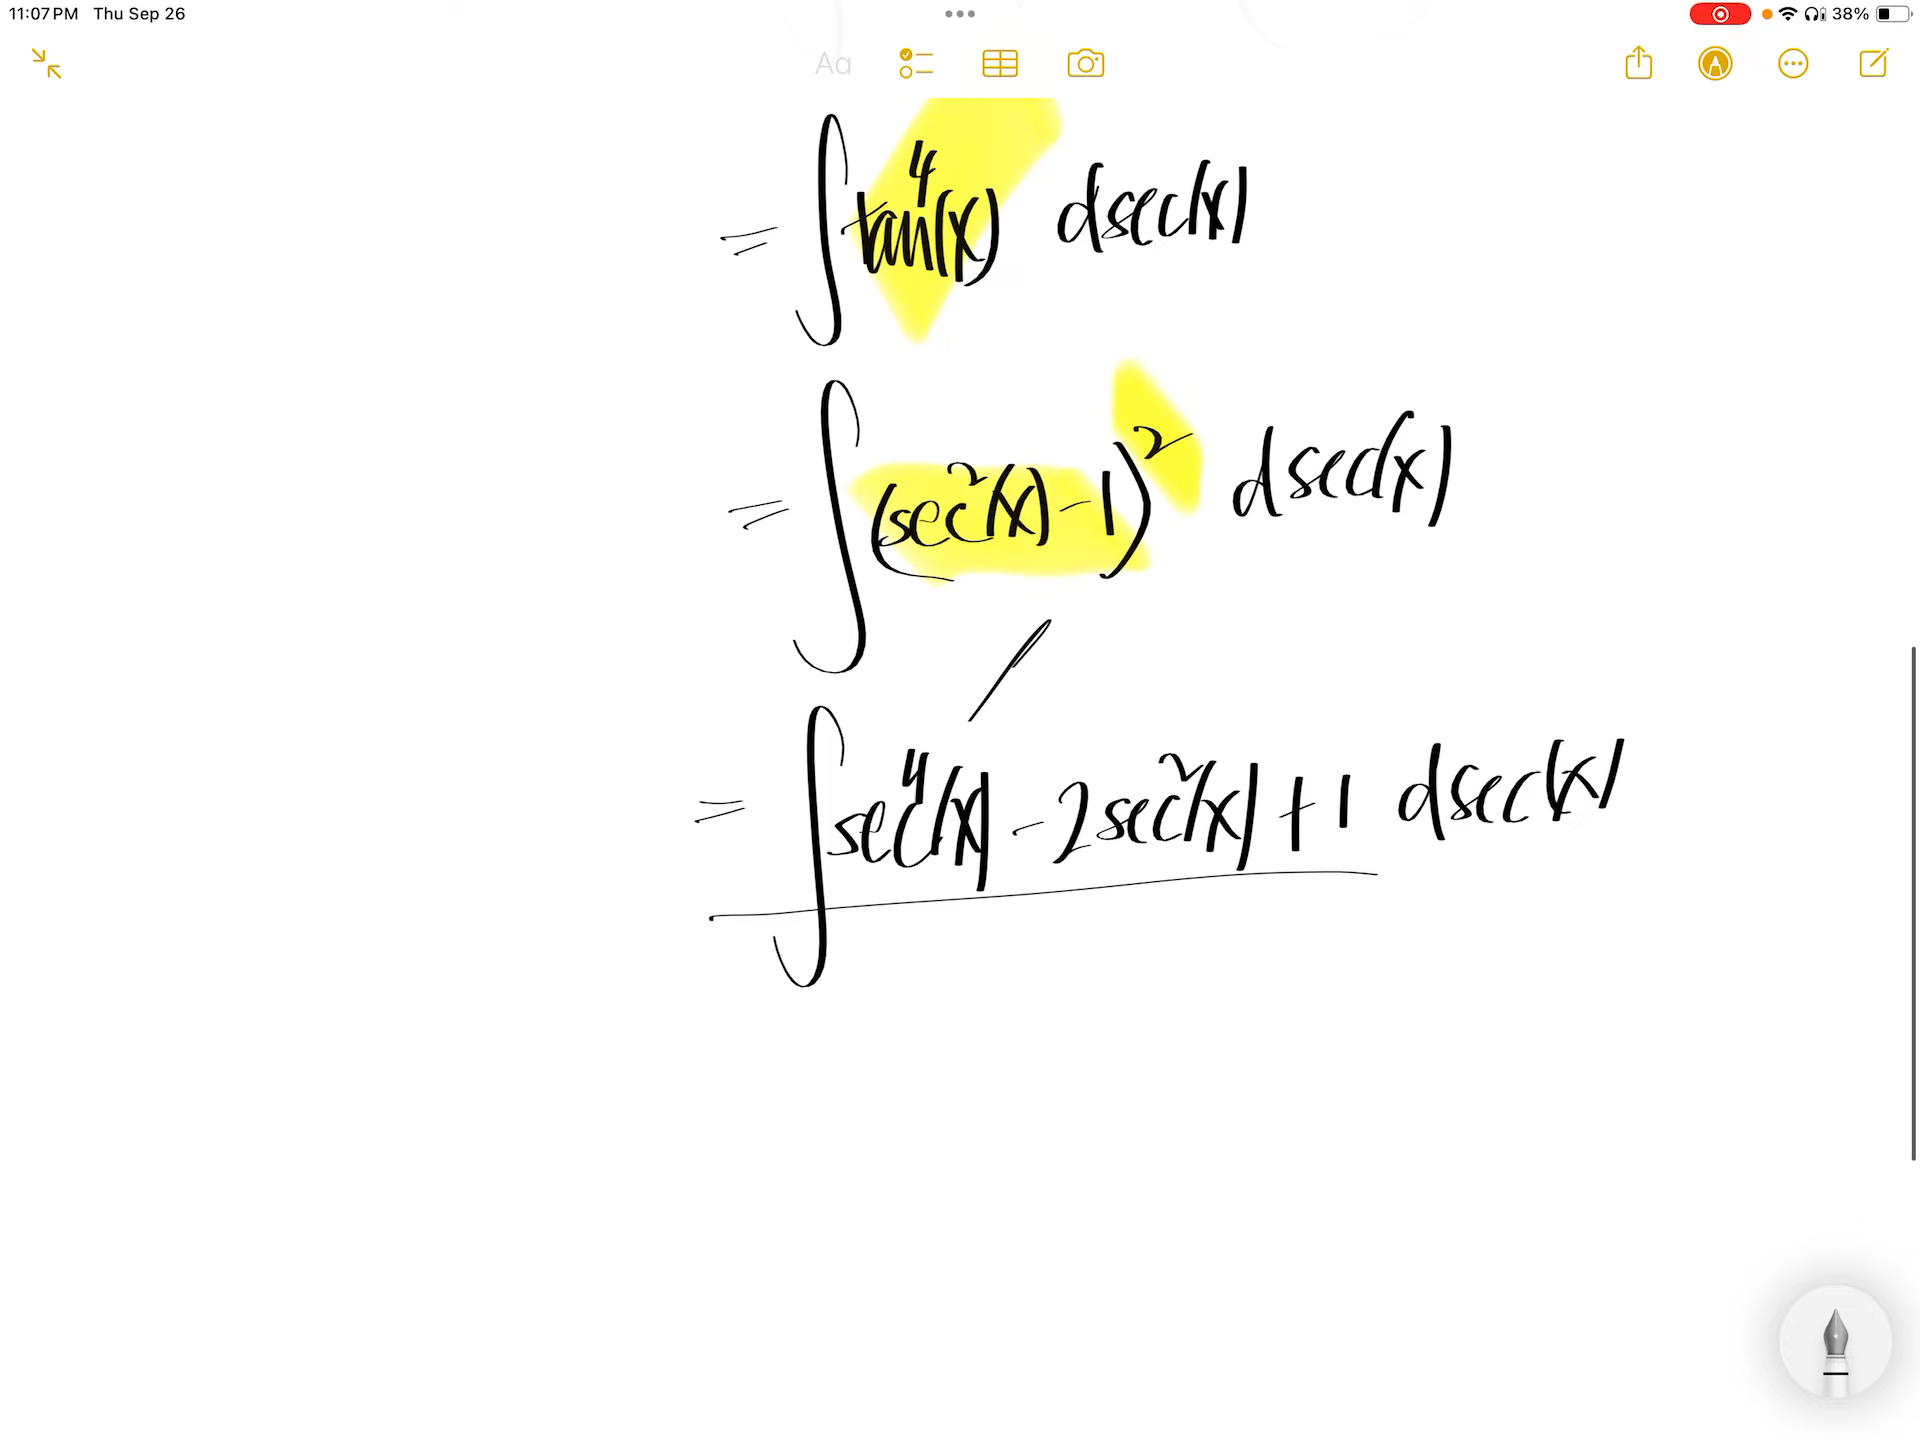 11:07 PM Thu Sep 26
38%
Aa
= ∫ tan⁴(x) dsec(x)
= ∫ (sec²(x) - 1)² dsec(x)
= ∫ sec⁴(x) - 2sec²(x) + 1 dsec(x)